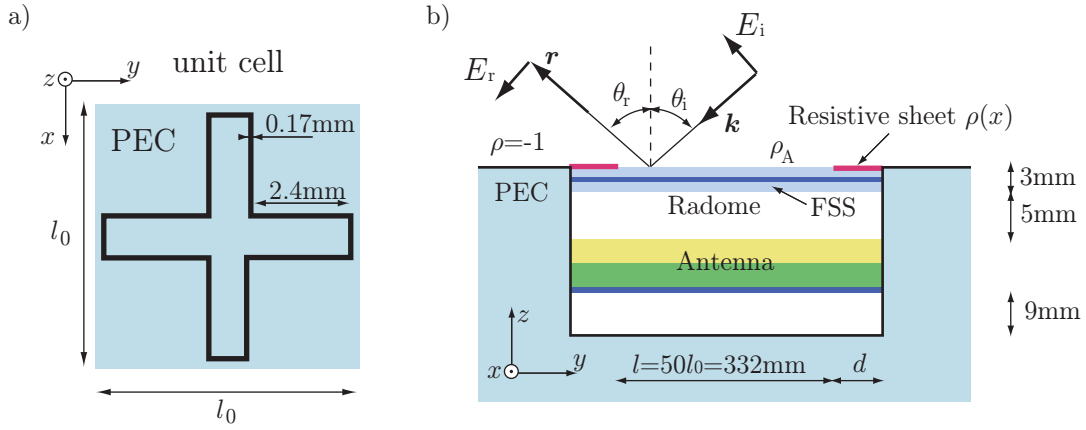 a)
unit cell
z
y
x
PEC
0.17mm
2.4mm
l₀
l₀
b)
Eᵢ
Eᵣ
r
θᵣ
θᵢ
k
Resistive sheet ρ(x)
ρ=-1
ρ_A
PEC
3mm
Radome
FSS
5mm
Antenna
9mm
z
x
y
l=50l₀=332mm
d